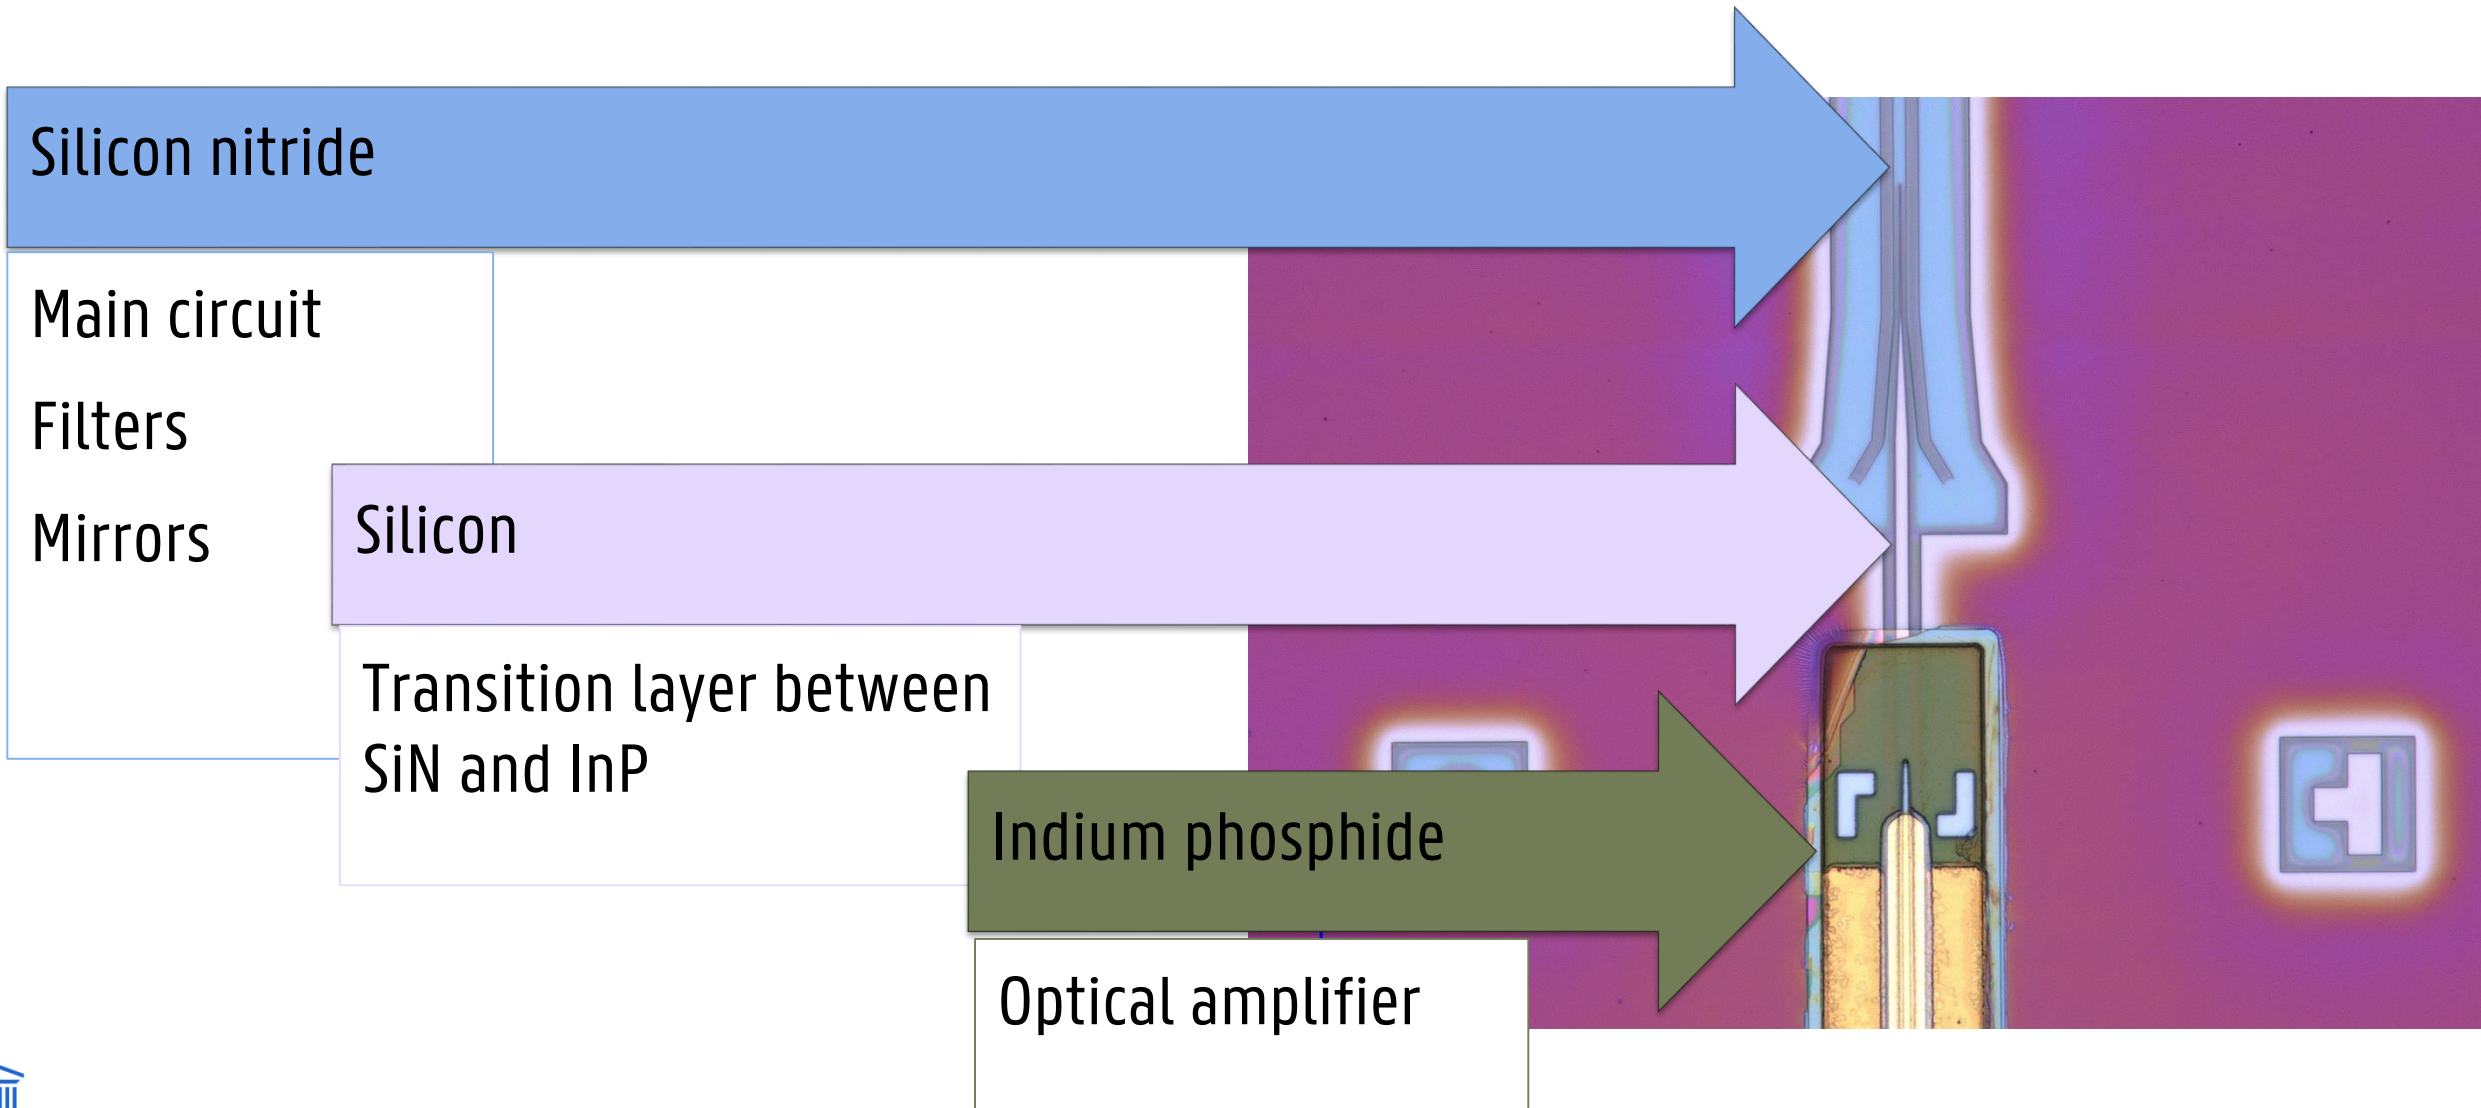 Silicon nitride
Main circuit
Filters
Mirrors
Silicon
Transition layer between
SiN and InP
Indium phosphide
Optical amplifier